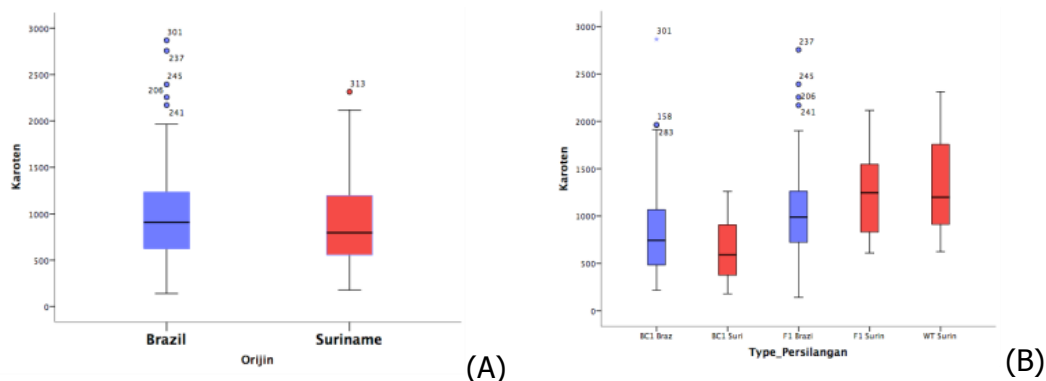 3000
2500
2000
1500
1000
500
0
Karoten
301
237
245
206
241
313
Brazil
Suriname
Orijin
(A)
3000
2500
2000
1500
1000
500
0
Karoten
301
158
283
237
245
206
241
BC1 Braz
BC1 Suri
F1 Brazi
F1 Surin
WT Surin
Type_Persilangan
(B)